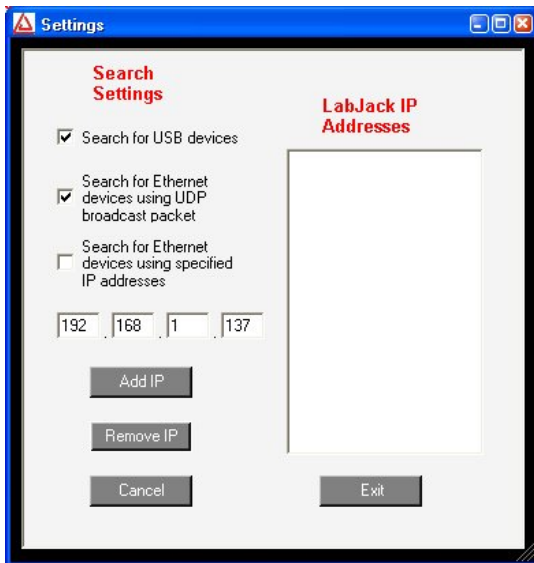 Settings
Search
Settings
Search for USB devices
Search for Ethernet
devices using UDP
broadcast packet
Search for Ethernet
devices using specified
IP addresses
192 . 168 . 1 . 137
Add IP
Remove IP
Cancel
LabJack IP
Addresses
Exit